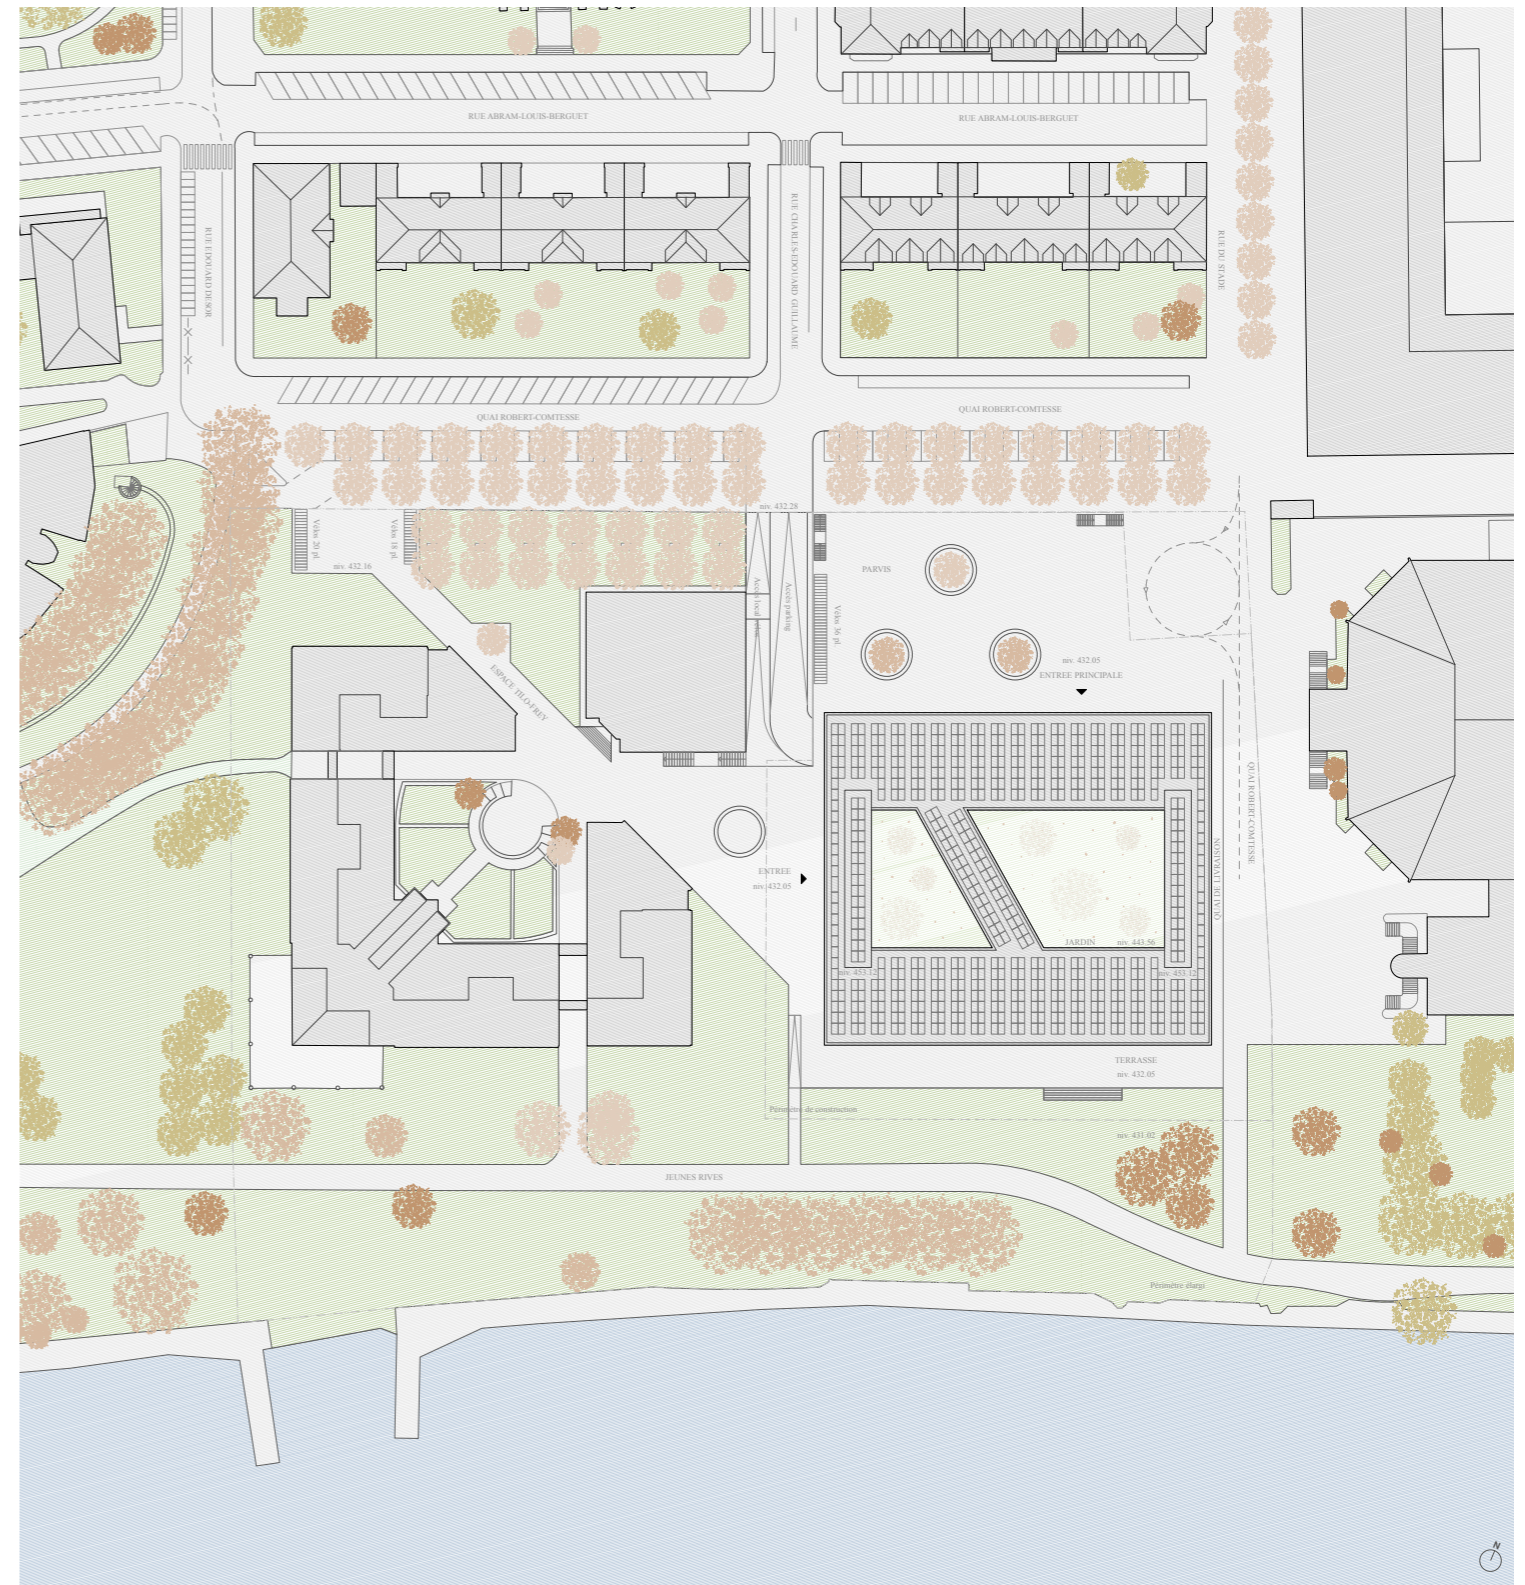 RUE ABRAM-LOUIS-BERGUET
RUE ABRAM-LOUIS-BERGUET
RUE EDOUARD DESOR
RUE CHARLES-EDOUARD GUILLAUME
RUE DU STADE
QUAI ROBERT-COMTESSE
QUAI ROBERT-COMTESSE
niv. 432.28
Vélos 20 pl.
Vélos 18 pl.
niv. 432.16
PARVIS
Accès local
Accès parking
Vélos 36 pl.
ESPACE TILO-FREY
niv. 432.05
ENTREE PRINCIPALE
QUAI ROBERT-COMTESSE
QUAI DE LIVRAISON
ENTREE
niv. 432.05
JARDIN
niv. 443.56
niv. 453.12
niv. 453.12
TERRASSE
niv. 432.05
Périmètre de construction
niv. 431.02
JEUNES RIVES
Périmètre élargi
N